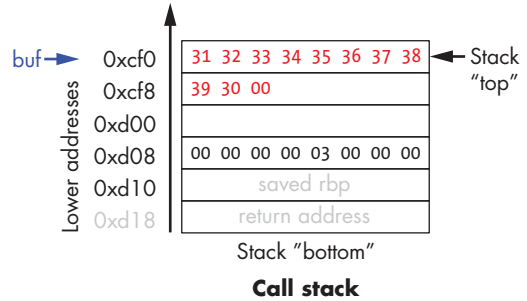 buf 0xcf0 31 32 33 34 35 36 37 38 Stack "top"
0xcf8 39 30 00
0xd00
0xd08 00 00 00 00 03 00 00 00
0xd10 saved rbp
0xd18 return address
Lower addresses
Stack "bottom"
Call stack